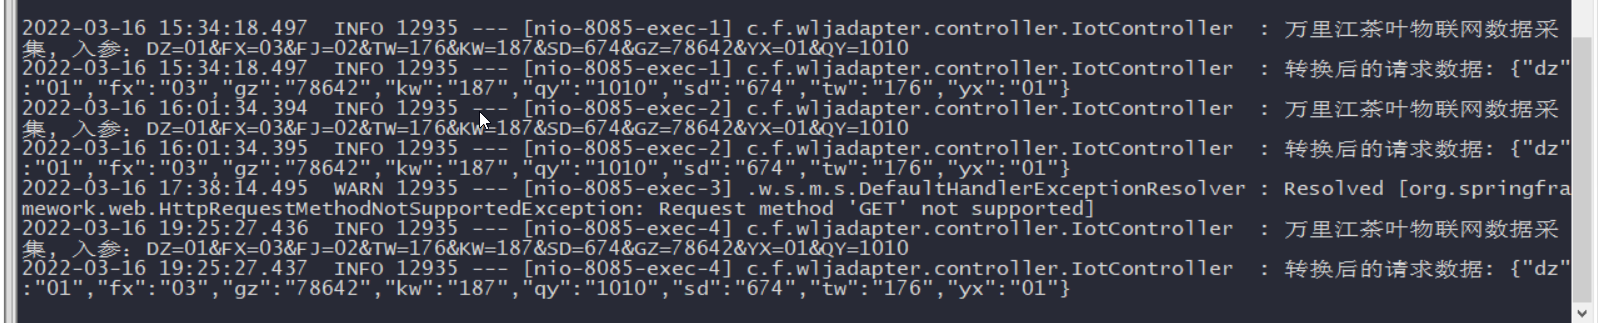 2022-03-16 15:34:18.497  INFO 12935 --- [nio-8085-exec-1] c.f.wljadapter.controller.IotController  : 万里江茶叶物联网数据采
集, 入参: DZ=01&FX=03&FJ=02&TW=176&KW=187&SD=674&GZ=78642&YX=01&QY=1010
2022-03-16 15:34:18.497  INFO 12935 --- [nio-8085-exec-1] c.f.wljadapter.controller.IotController  : 转换后的请求数据: {"dz"
:"01","fx":"03","gz":"78642","kw":"187","qy":"1010","sd":"674","tw":"176","yx":"01"}
2022-03-16 16:01:34.394  INFO 12935 --- [nio-8085-exec-2] c.f.wljadapter.controller.IotController  : 万里江茶叶物联网数据采
集, 入参: DZ=01&FX=03&FJ=02&TW=176&KW=187&SD=674&GZ=78642&YX=01&QY=1010
2022-03-16 16:01:34.395  INFO 12935 --- [nio-8085-exec-2] c.f.wljadapter.controller.IotController  : 转换后的请求数据: {"dz"
:"01","fx":"03","gz":"78642","kw":"187","qy":"1010","sd":"674","tw":"176","yx":"01"}
2022-03-16 17:38:14.495  WARN 12935 --- [nio-8085-exec-3] .w.s.m.s.DefaultHandlerExceptionResolver : Resolved [org.springfra
mework.web.HttpRequestMethodNotSupportedException: Request method 'GET' not supported]
2022-03-16 19:25:27.436  INFO 12935 --- [nio-8085-exec-4] c.f.wljadapter.controller.IotController  : 万里江茶叶物联网数据采
集, 入参: DZ=01&FX=03&FJ=02&TW=176&KW=187&SD=674&GZ=78642&YX=01&QY=1010
2022-03-16 19:25:27.437  INFO 12935 --- [nio-8085-exec-4] c.f.wljadapter.controller.IotController  : 转换后的请求数据: {"dz"
:"01","fx":"03","gz":"78642","kw":"187","qy":"1010","sd":"674","tw":"176","yx":"01"}